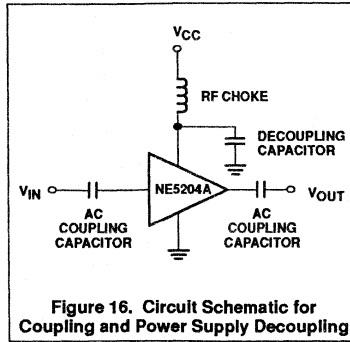 VCC
RF CHOKE
DECOUPLING
CAPACITOR
NE5204A
VIN
VOUT
AC
COUPLING
CAPACITOR
AC
COUPLING
CAPACITOR
Figure 16. Circuit Schematic for
Coupling and Power Supply Decoupling